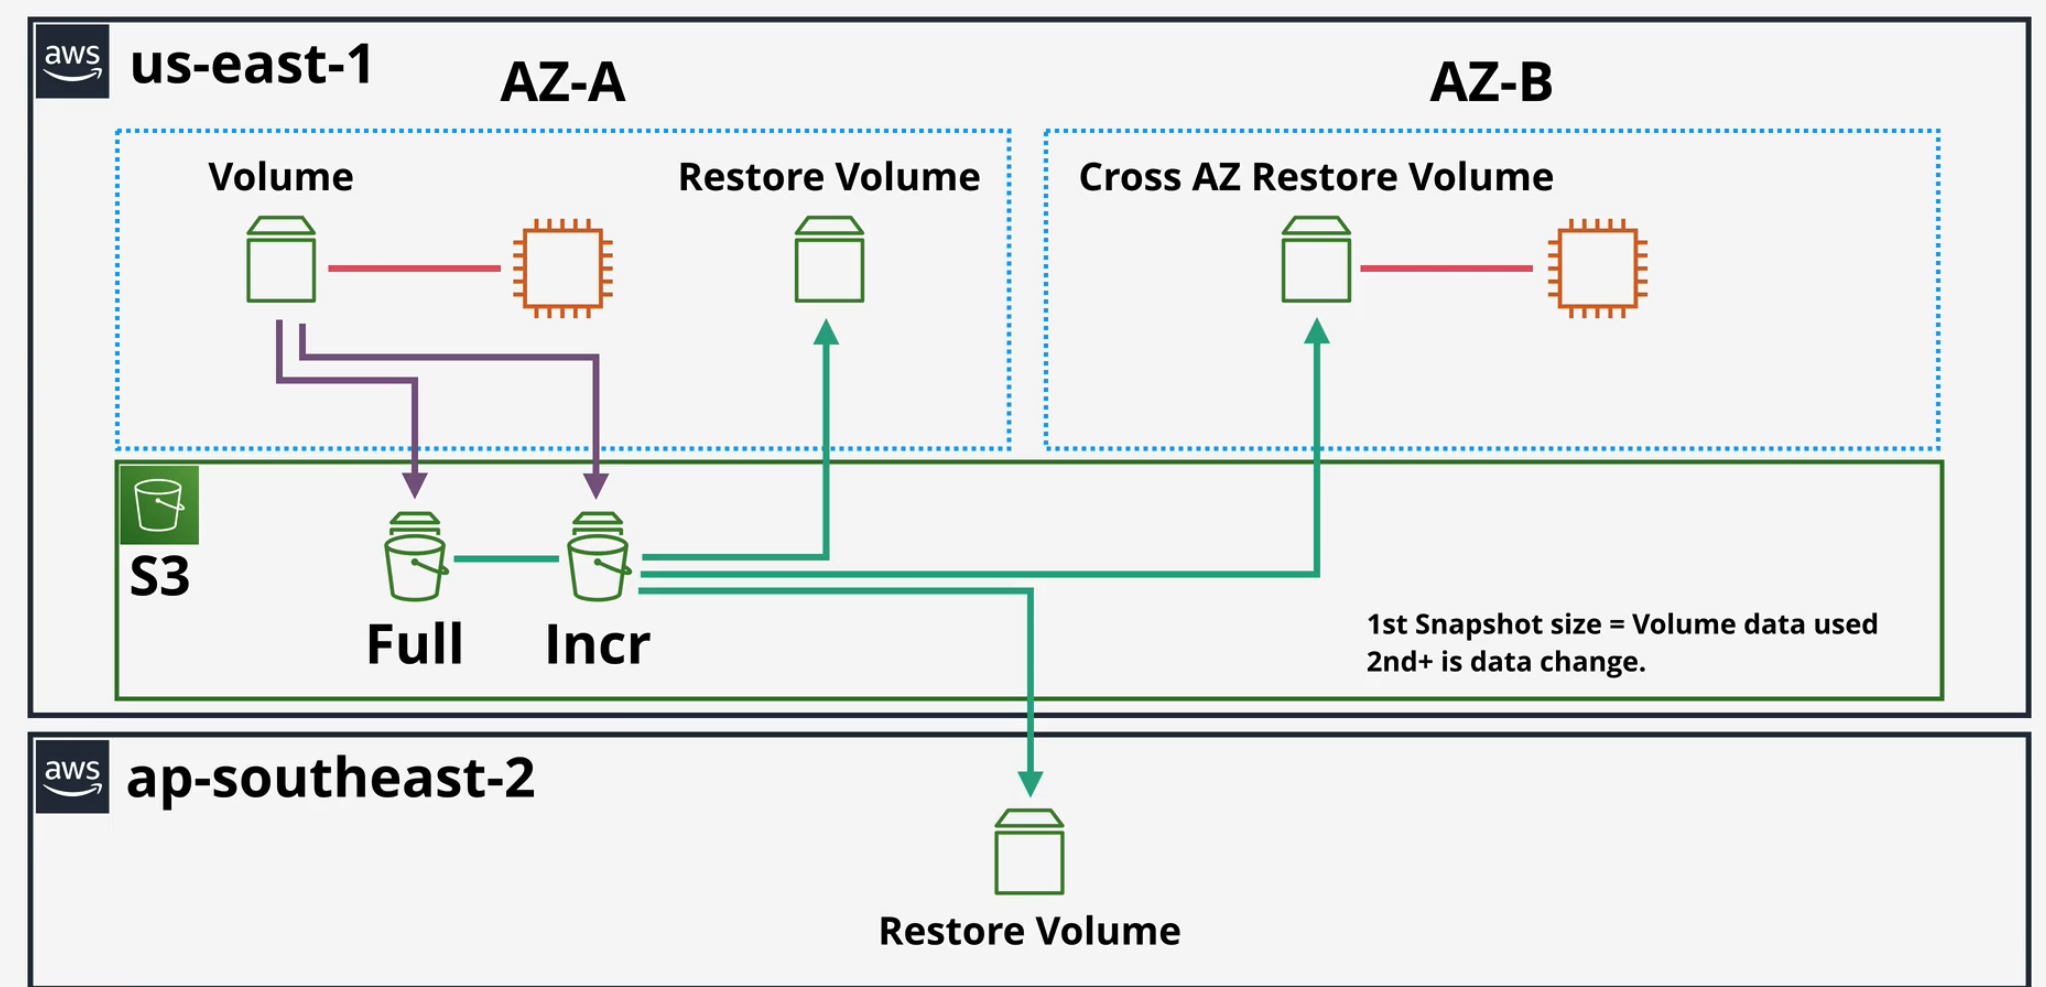 aws
us-east-1
AZ-A
AZ-B
Volume
Restore Volume
Cross AZ Restore Volume
S3
Full
Incr
1st Snapshot size = Volume data used
2nd+ is data change.
aws
ap-southeast-2
Restore Volume